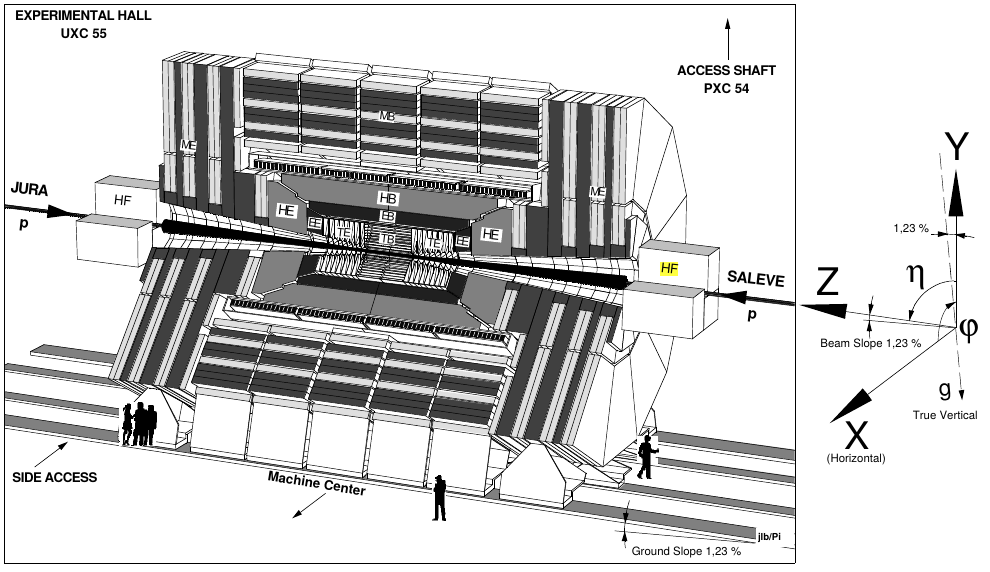 EXPERIMENTAL HALL
UXC 55
ACCESS SHAFT
PXC 54
MB
ME
ME
JURA
p
HF
HB
HE
EB
HE
EE
TE
TB
TE
EE
HF
SALEVE
p
SIDE ACCESS
Machine Center
jlb/Pi
Ground Slope 1,23 %
Y
1,23 %
Z
η
φ
Beam Slope 1,23 %
g
True Vertical
X
(Horizontal)